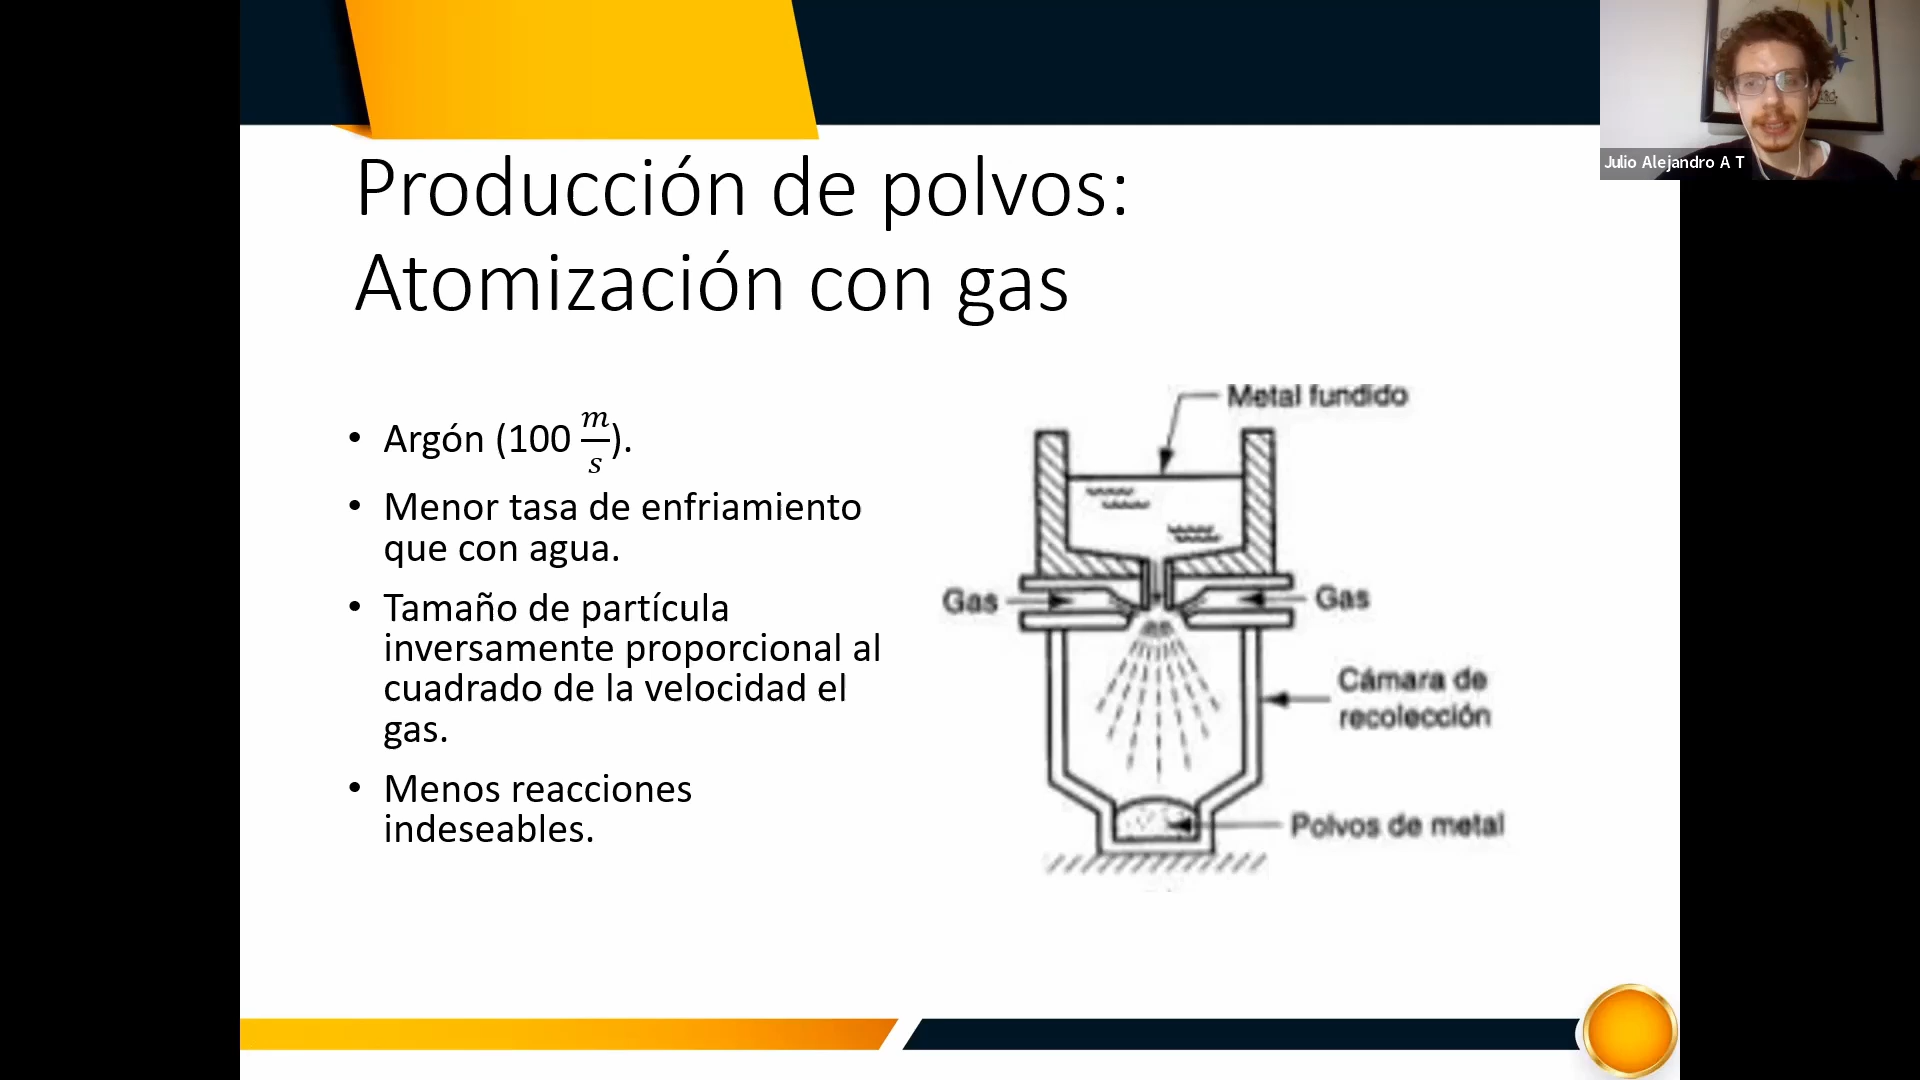 Producción de polvos:
Atomización con gas
• Argón (100 m/s).
• Menor tasa de enfriamiento
que con agua.
• Tamaño de partícula
inversamente proporcional al
cuadrado de la velocidad el
gas.
• Menos reacciones
indeseables.
Metal fundido
Gas
Gas
Cámara de
recolección
Polvos de metal
Julio Alejandro A T